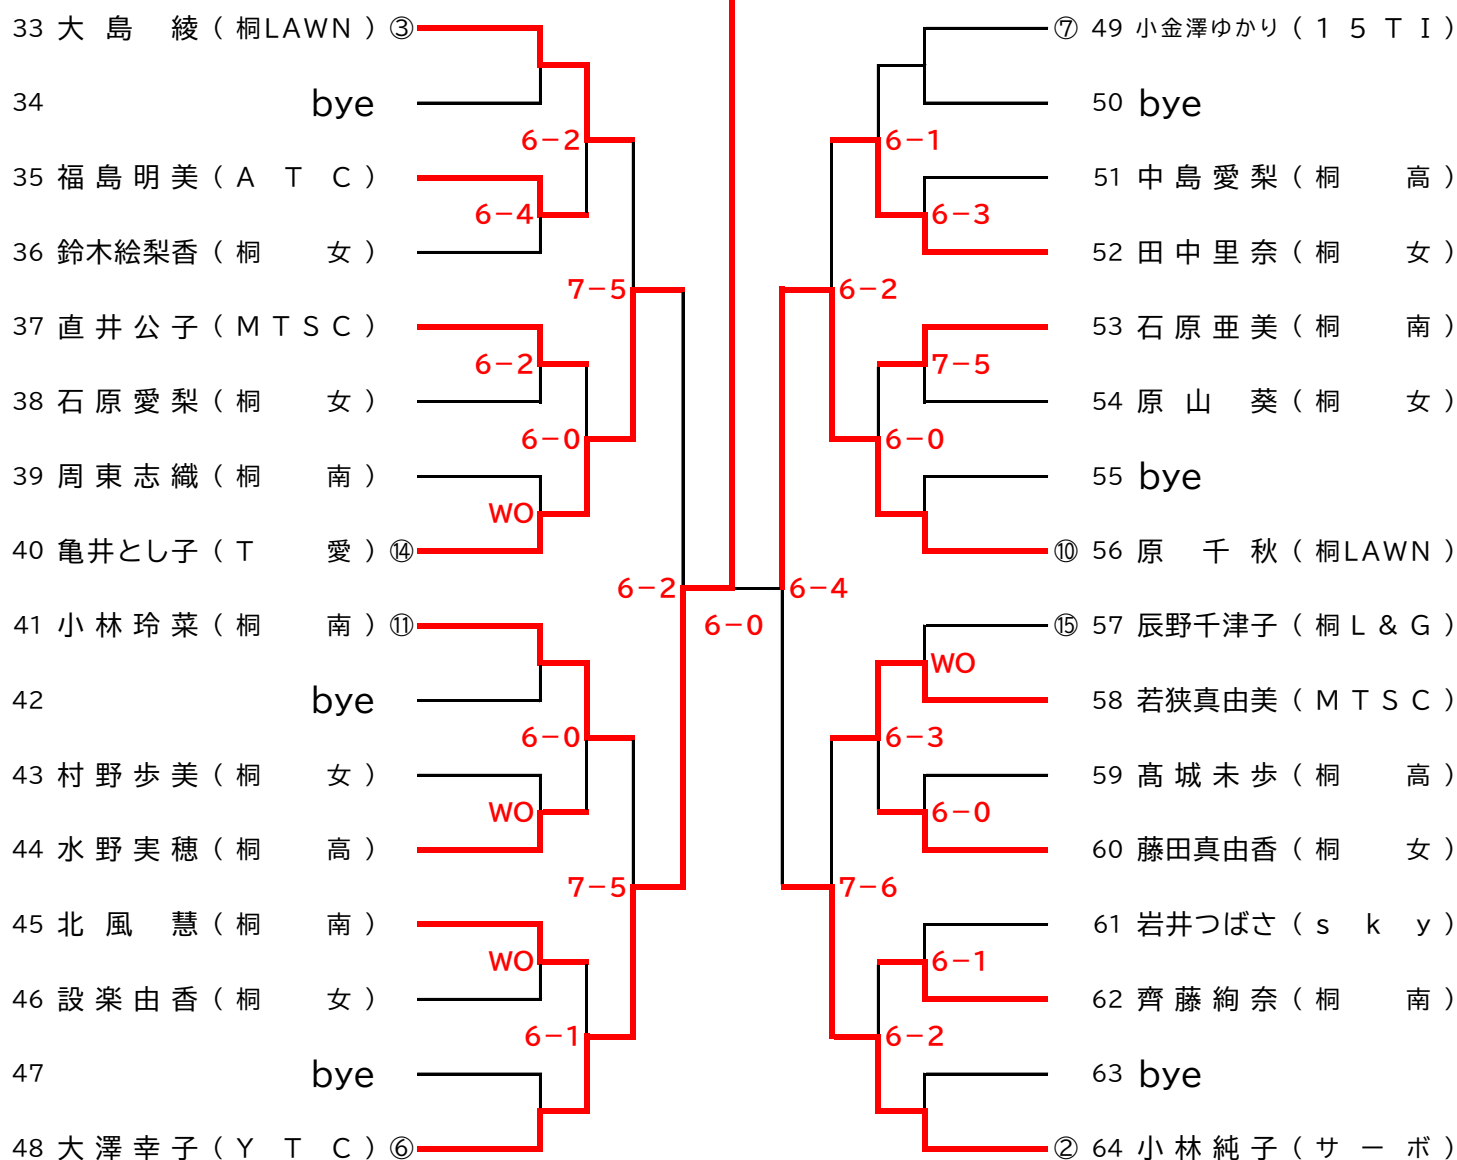 33 大島 綾 ( 桐LAWN ) ③
34 bye
6-2
35 福島明美 ( A T C )
6-4
36 鈴木絵梨香 ( 桐 女 )
7-5
37 直井公子 ( M T S C )
6-2
38 石原愛梨 ( 桐 女 )
6-0
39 周東志織 ( 桐 南 )
WO
40 亀井とし子 ( T 愛 ) ⑭
6-2
6-0
41 小林玲菜 ( 桐 南 ) ⑪
42 bye
6-0
43 村野歩美 ( 桐 女 )
WO
44 水野実穂 ( 桐 高 )
7-5
45 北風 慧 ( 桐 南 )
WO
46 設楽由香 ( 桐 女 )
6-1
47 bye
48 大澤幸子 ( Y T C ) ⑥
⑦ 49 小金澤ゆかり ( 1 5 T I )
50 bye
6-1
51 中島愛梨 ( 桐 高 )
6-3
52 田中里奈 ( 桐 女 )
6-2
53 石原亜美 ( 桐 南 )
7-5
54 原山 葵 ( 桐 女 )
6-0
55 bye
⑩ 56 原 千秋 ( 桐LAWN )
6-4
⑮ 57 辰野千津子 ( 桐L&G )
WO
58 若狭真由美 ( M T S C )
6-3
59 髙城未歩 ( 桐 高 )
6-0
60 藤田真由香 ( 桐 女 )
7-6
61 岩井つばさ ( s k y )
6-1
62 齊藤絢奈 ( 桐 南 )
6-2
63 bye
② 64 小林純子 ( サーボ )